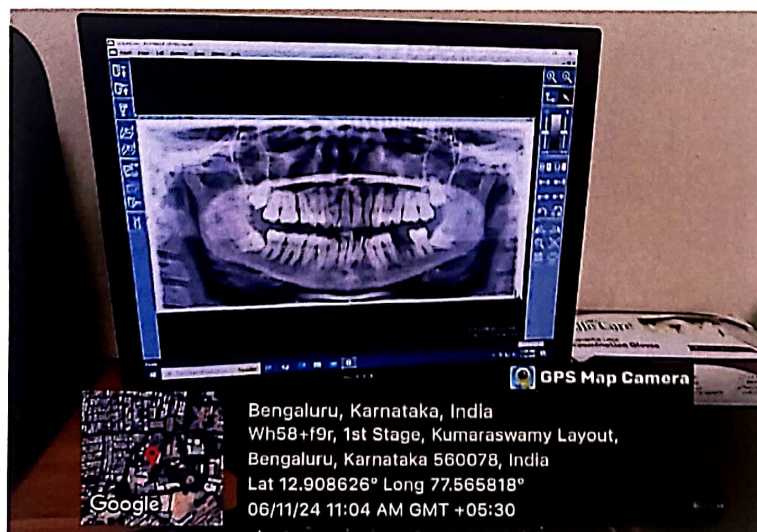 GPS Map Camera
Bengaluru, Karnataka, India
Wh58+f9r, 1st Stage, Kumaraswamy Layout,
Bengaluru, Karnataka 560078, India
Lat 12.908626° Long 77.565818°
06/11/24 11:04 AM GMT +05:30
Google